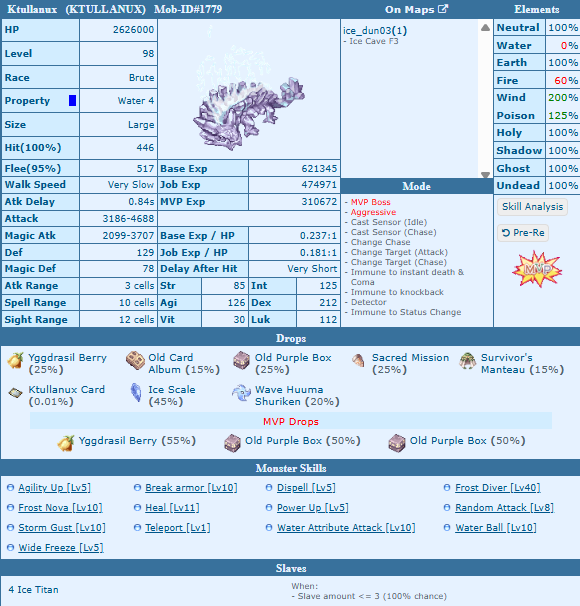 Ktullanux (KTULLANUX) Mob-ID#1779
On Maps
Elements
HP 2626000
Level 98
Race Brute
Property Water 4
Size Large
Hit(100%) 446
Flee(95%) 517
Walk Speed Very Slow
Atk Delay 0.84s
Attack 3186-4688
Magic Atk 2099-3707
Def 129
Magic Def 78
Atk Range 3 cells
Spell Range 10 cells
Sight Range 12 cells
Base Exp 621345
Job Exp 474971
MVP Exp 310672
Base Exp / HP 0.237:1
Job Exp / HP 0.181:1
Delay After Hit Very Short
Str 85 Int 125
Agi 126 Dex 212
Vit 30 Luk 112
ice_dun03(1)
- Ice Cave F3
Mode
- MVP Boss
- Aggressive
- Cast Sensor (Idle)
- Cast Sensor (Chase)
- Change Chase
- Change Target (Attack)
- Change Target (Chase)
- Immune to instant death &
Coma
- Immune to knockback
- Detector
- Immune to Status Change
Neutral 100%
Water 0%
Earth 100%
Fire 60%
Wind 200%
Poison 125%
Holy 100%
Shadow 100%
Ghost 100%
Undead 100%
Skill Analysis
Pre-Re
MVP
Drops
Yggdrasil Berry (25%)
Old Card Album (15%)
Old Purple Box (25%)
Sacred Mission (25%)
Survivor's Manteau (15%)
Ktullanux Card (0.01%)
Ice Scale (45%)
Wave Huuma Shuriken (20%)
MVP Drops
Yggdrasil Berry (55%) Old Purple Box (50%) Old Purple Box (50%)
Monster Skills
Agility Up [Lv5] Break armor [Lv10] Dispell [Lv5] Frost Diver [Lv40]
Frost Nova [Lv10] Heal [Lv11] Power Up [Lv5] Random Attack [Lv8]
Storm Gust [Lv10] Teleport [Lv1] Water Attribute Attack [Lv10] Water Ball [Lv10]
Wide Freeze [Lv5]
Slaves
4 Ice Titan
When:
- Slave amount <= 3 (100% chance)